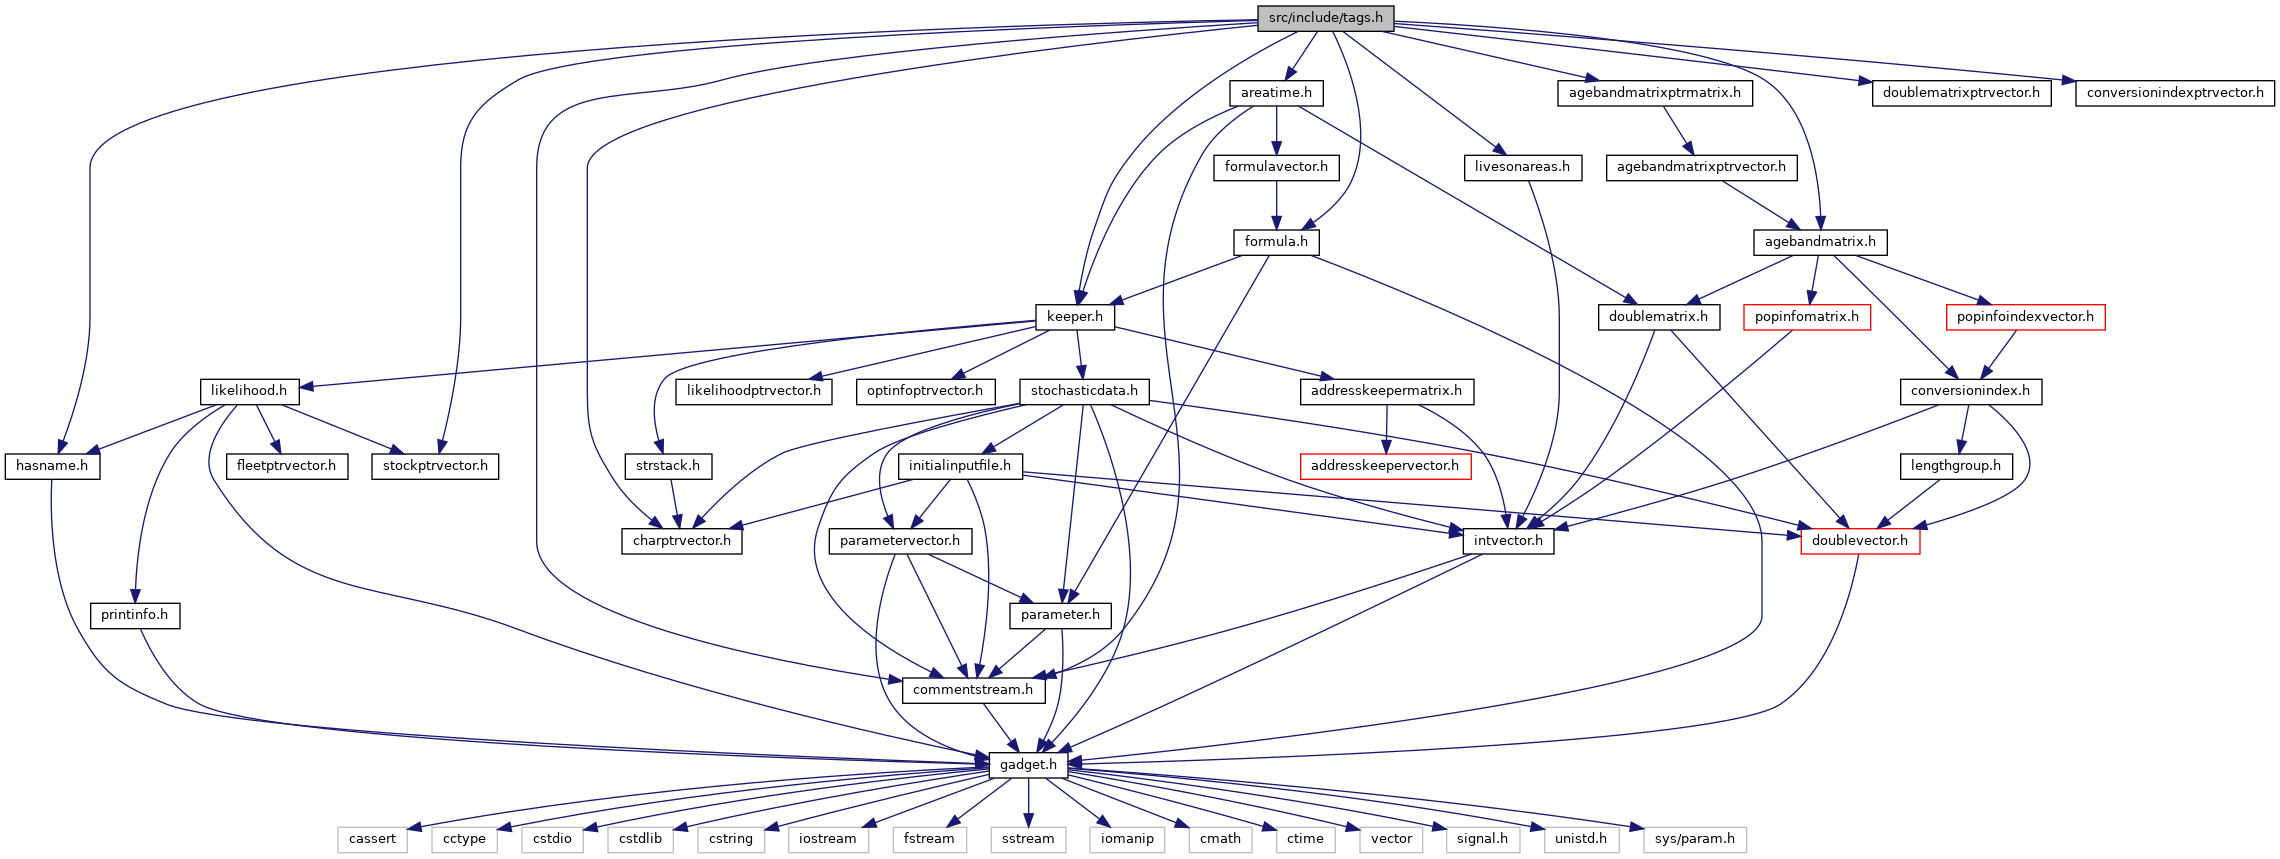 src/include/tags.h
areatime.h
agebandmatrixptrmatrix.h
doublematrixptrvector.h
conversionindexptrvector.h
formulavector.h
livesonareas.h
agebandmatrixptrvector.h
formula.h
agebandmatrix.h
keeper.h
doublematrix.h
popinfomatrix.h
popinfoindexvector.h
likelihood.h
likelihoodptrvector.h
optinfoptrvector.h
stochasticdata.h
addresskeepermatrix.h
conversionindex.h
hasname.h
fleetptrvector.h
stockptrvector.h
strstack.h
initialinputfile.h
addresskeepervector.h
lengthgroup.h
charptrvector.h
parametervector.h
intvector.h
doublevector.h
printinfo.h
parameter.h
commentstream.h
gadget.h
cassert
cctype
cstdio
cstdlib
cstring
iostream
fstream
sstream
iomanip
cmath
ctime
vector
signal.h
unistd.h
sys/param.h